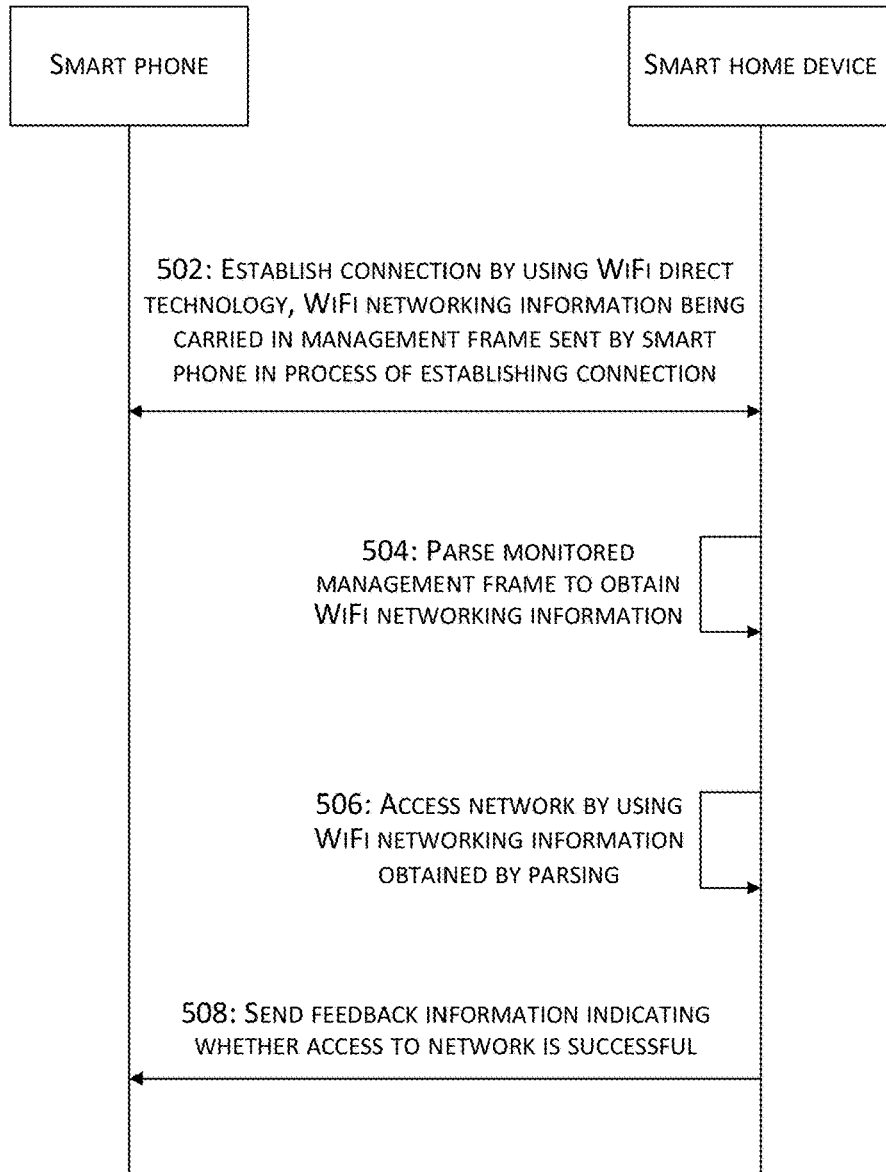 SMART PHONE
SMART HOME DEVICE
502: ESTABLISH CONNECTION BY USING WIFI DIRECT
TECHNOLOGY, WIFI NETWORKING INFORMATION BEING
CARRIED IN MANAGEMENT FRAME SENT BY SMART
PHONE IN PROCESS OF ESTABLISHING CONNECTION
504: PARSE MONITORED
MANAGEMENT FRAME TO OBTAIN
WIFI NETWORKING INFORMATION
506: ACCESS NETWORK BY USING
WIFI NETWORKING INFORMATION
OBTAINED BY PARSING
508: SEND FEEDBACK INFORMATION INDICATING
WHETHER ACCESS TO NETWORK IS SUCCESSFUL